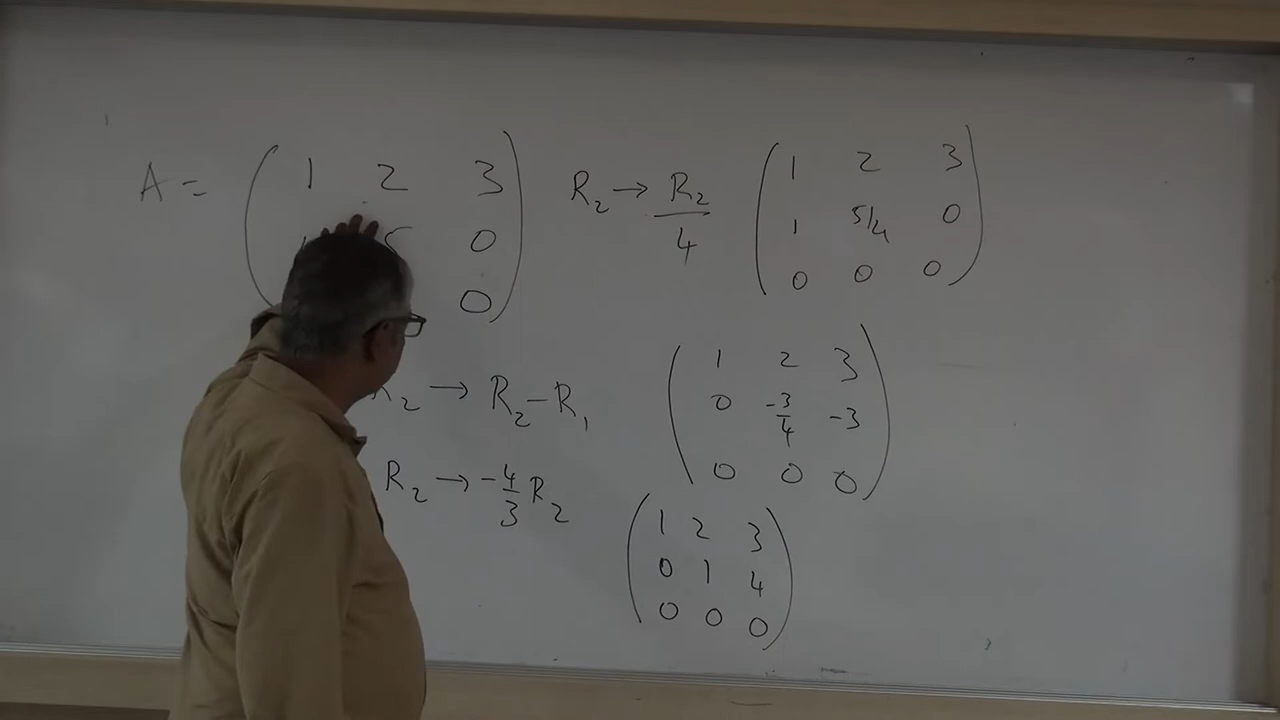 A = ( 1 2 3 ) R₂ → R₂/4 ( 1 2 3 )
5 0 ( 1 5/4 0 )
0 ( 0 0 0 )
R₂ → R₂ - R₁ ( 1 2 3 )
( 0 -3/4 -3 )
( 0 0 0 )
R₂ → -4/3 R₂ ( 1 2 3 )
( 0 1 4 )
( 0 0 0 )